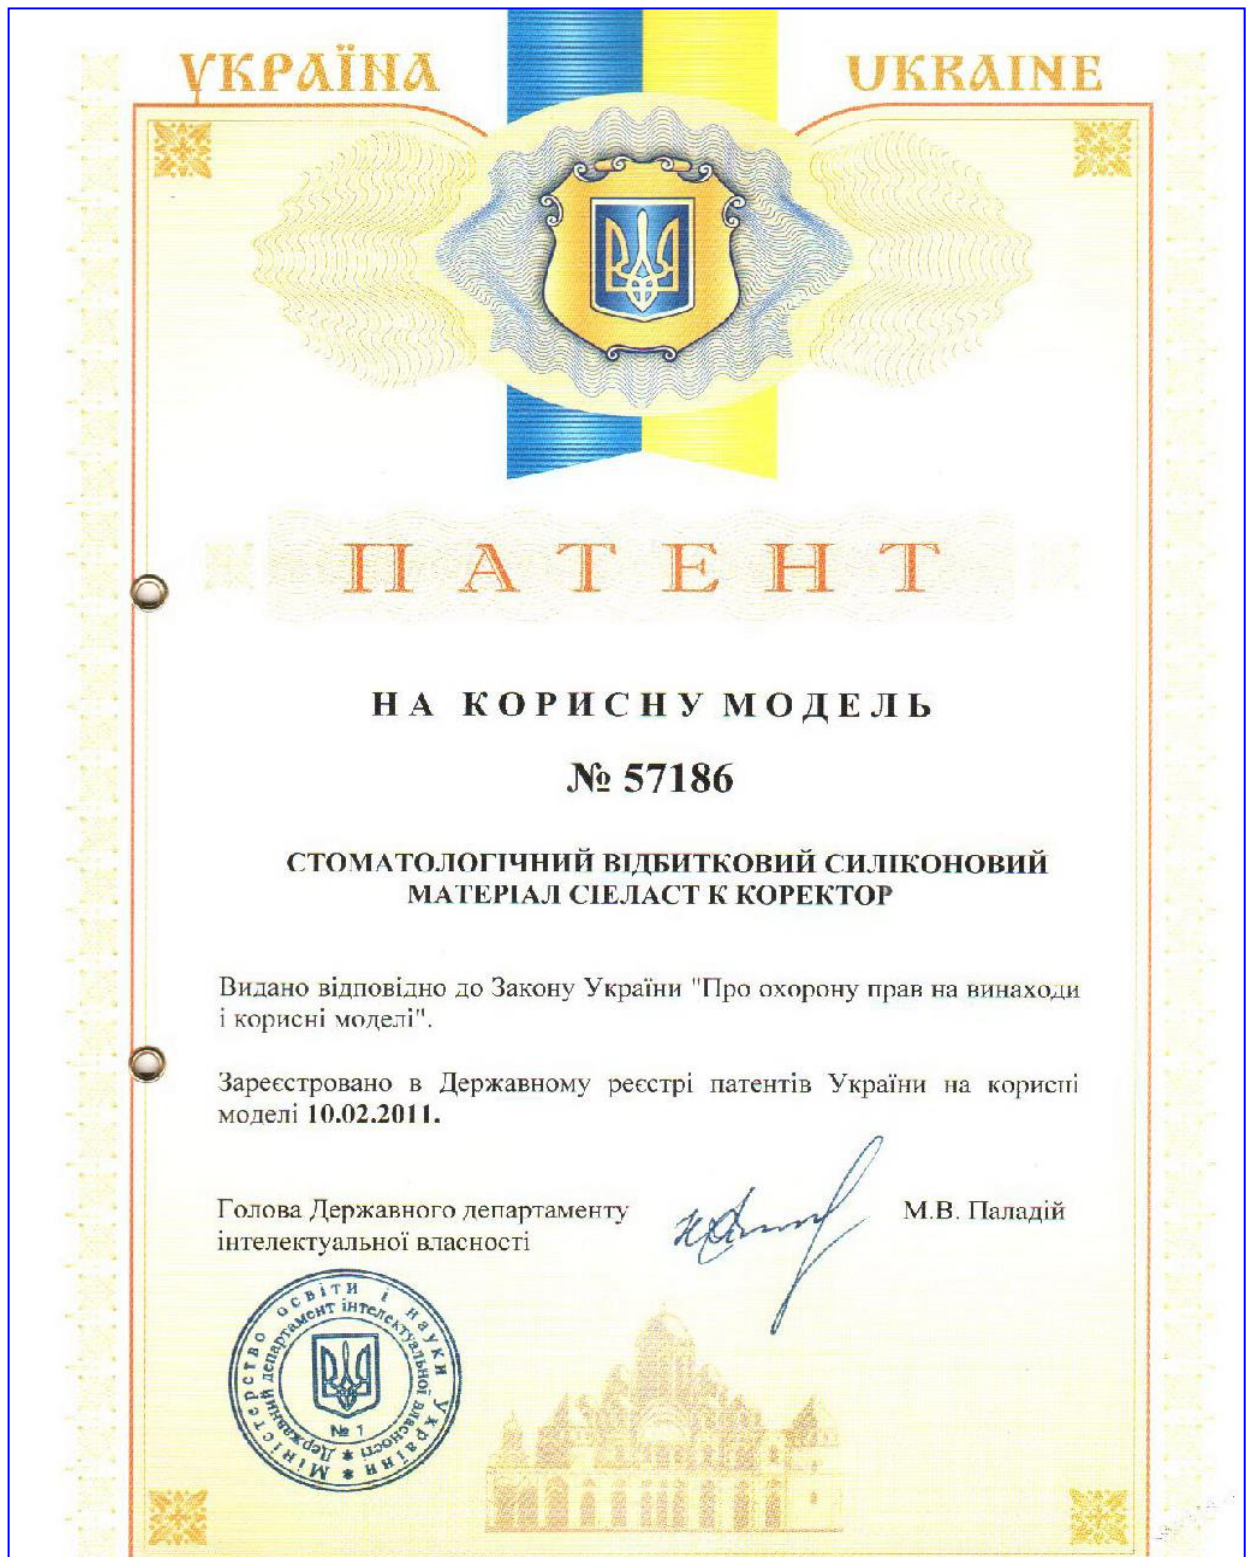 УКРАЇНА
UKRAINE
ПАТЕНТ
НА КОРИСНУ МОДЕЛЬ
№ 57186
СТОМАТОЛОГІЧНИЙ ВІДБИТКОВИЙ СИЛІКОНОВИЙ
МАТЕРІАЛ СІЕЛАСТ К КОРЕКТОР
Видано відповідно до Закону України "Про охорону прав на винаходи
і корисні моделі".
Зареєстровано в Державному реєстрі патентів України на корисні
моделі 10.02.2011.
Голова Державного департаменту
інтелектуальної власності
М.В. Паладій
Міністерство освіти і науки України *
Державний департамент інтелектуальної власності *
№ 1